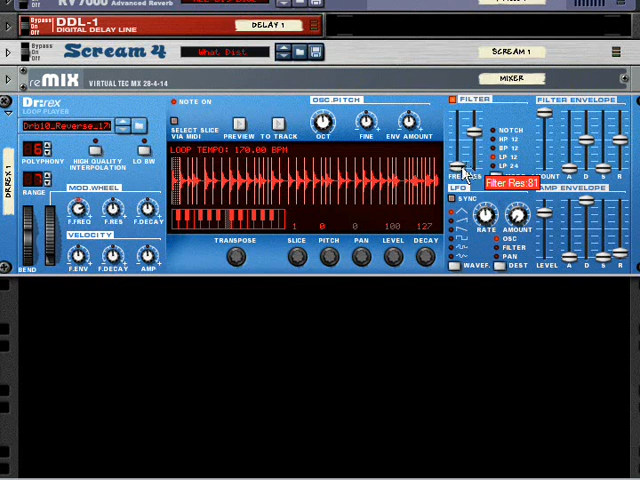 RV7000 Advanced Reverb
Bypass
On
Off
DDL-1
DIGITAL DELAY LINE
DELAY 1
Bypass
On
Off
Scream 4
What Dist
SCREAM 1
reMIX
VIRTUAL TEC MX 28-4-14
MIXER
Dr:rex
LOOP PLAYER
NOTE ON
OSC.PITCH
FILTER
FILTER ENVELOPE
Drb10_Reverse_17
SELECT SLICE
VIA MIDI
PREVIEW
TO TRACK
OCT
FINE
ENV AMOUNT
NOTCH
HP 12
BP 12
LP 12
LP 24
POLYPHONY
HIGH QUALITY
INTERPOLATION
LO BW
LOOP TEMPO: 170.00 BPM
A
D
S
R
Filter Res:81
RANGE
MOD.WHEEL
F.FREQ
F.RES
F.DECAY
LFO
AMP ENVELOPE
SYNC
RATE
AMOUNT
OSC
FILTER
PAN
VELOCITY
1
0
0
100
127
TRANSPOSE
SLICE
PITCH
PAN
LEVEL
DECAY
BEND
F.ENV
F.DECAY
AMP
WAVEF.
DEST
LEVEL
A
D
S
R
DR.REX 1